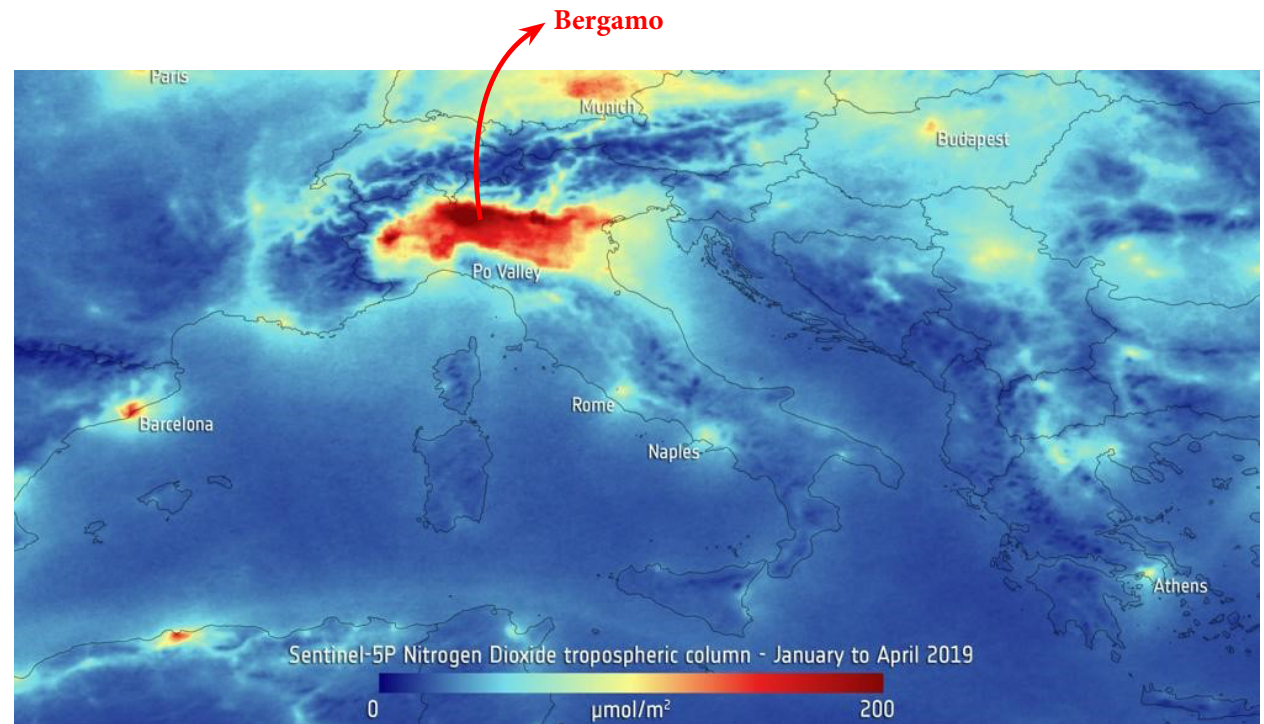 Bergamo
Paris
Munich
Budapest
Po Valley
Rome
Barcelona
Naples
Athens
Sentinel-5P Nitrogen Dioxide tropospheric column - January to April 2019
0 µmol/m² 200